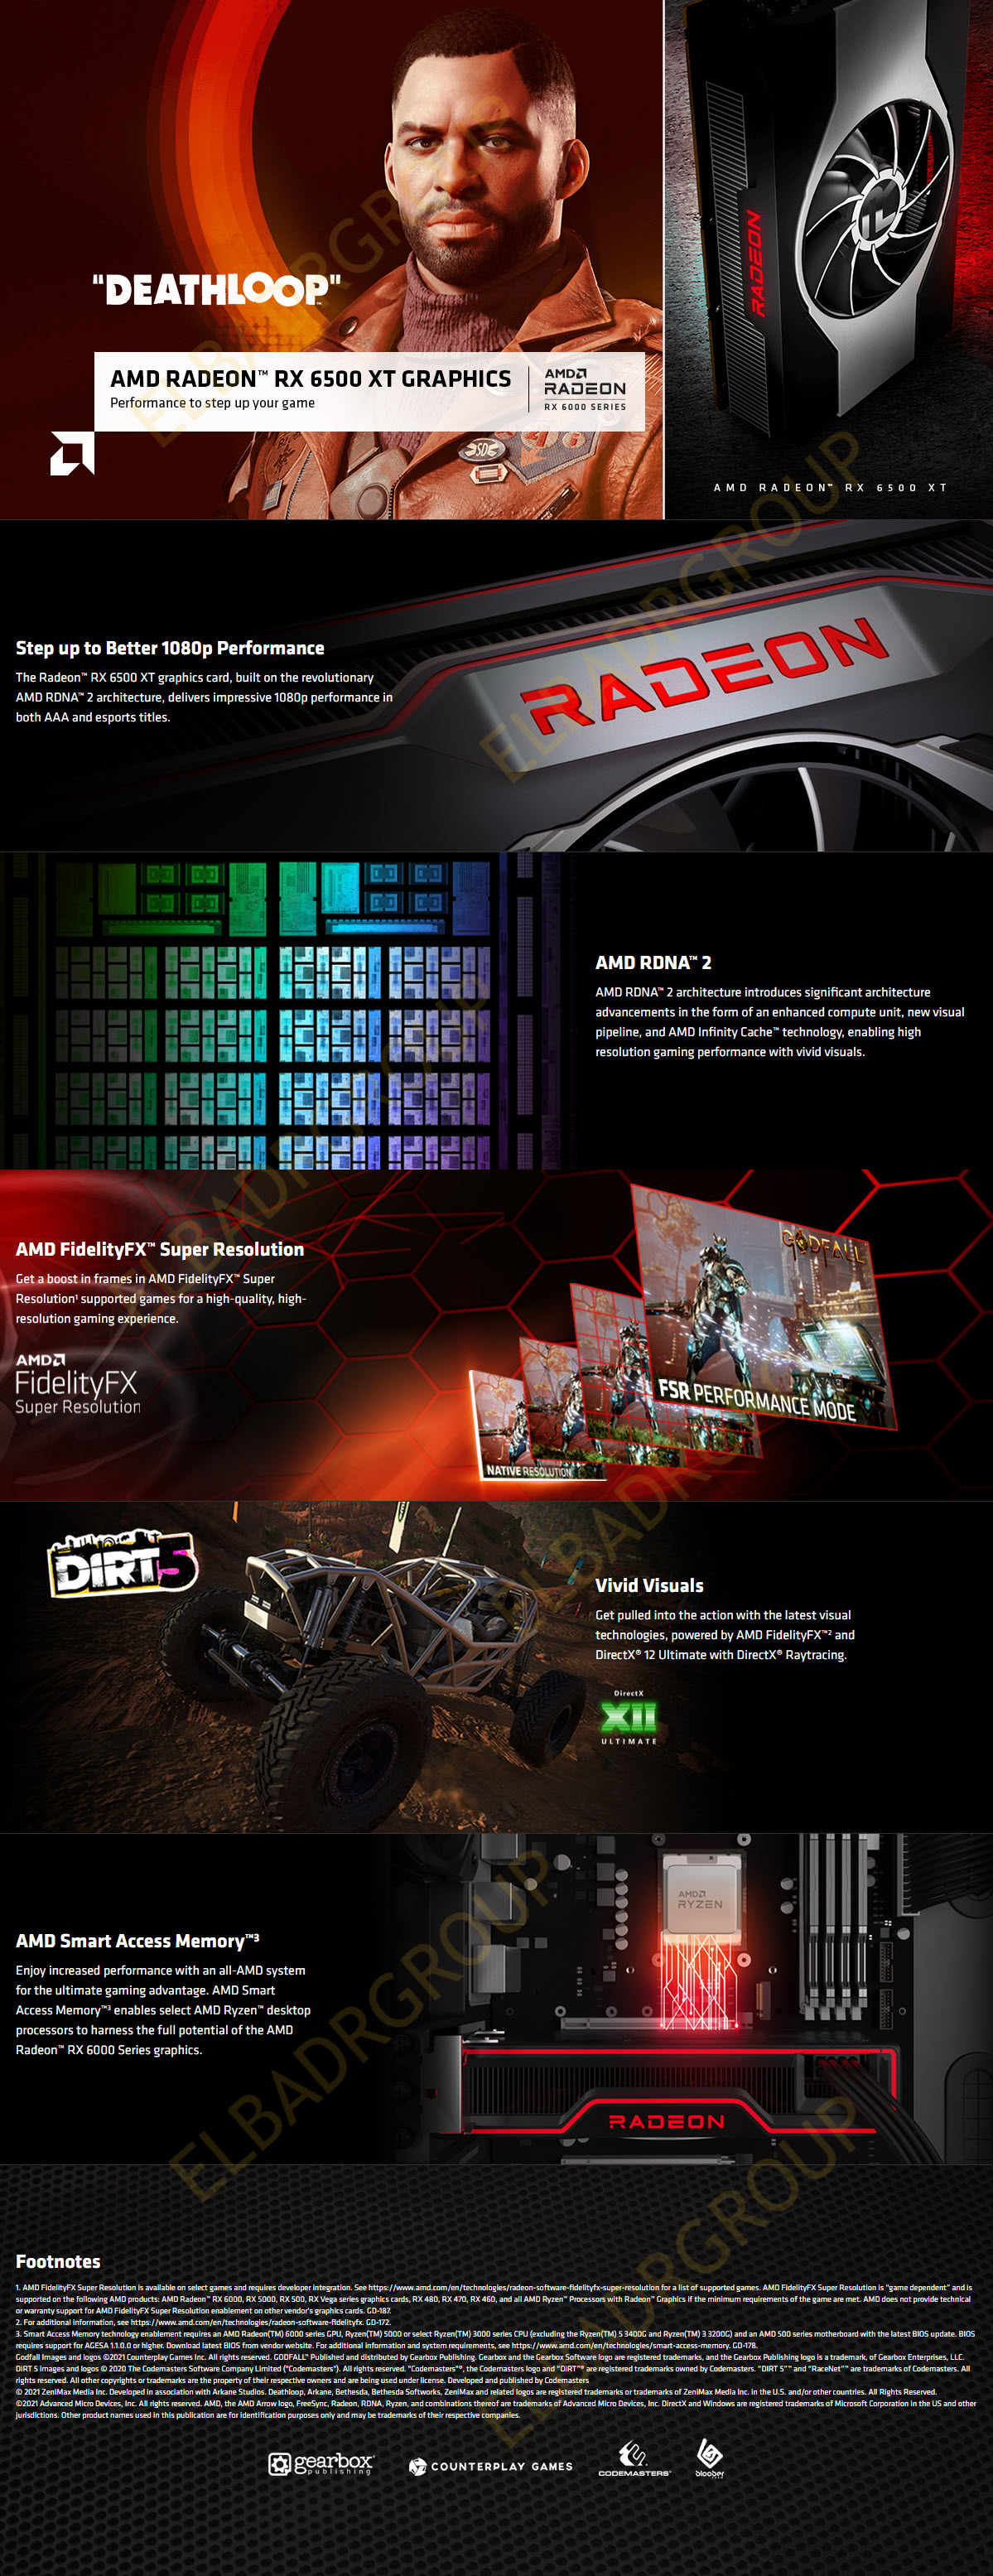 "DEATHLOOP"
AMD RADEON™ RX 6500 XT GRAPHICS
Performance to step up your game
AMD
RADEON
RX 6000 SERIES
RADEON
AMD RADEON™ RX 6500 XT
ELBADRGROUP
Step up to Better 1080p Performance
The Radeon™ RX 6500 XT graphics card, built on the revolutionary
AMD RDNA™ 2 architecture, delivers impressive 1080p performance in
both AAA and esports titles.
RADEON
ELBADRGROUP
AMD RDNA™ 2
AMD RDNA™ 2 architecture introduces significant architecture
advancements in the form of an enhanced compute unit, new visual
pipeline, and AMD Infinity Cache™ technology, enabling high
resolution gaming performance with vivid visuals.
AMD FidelityFX™ Super Resolution
Get a boost in frames in AMD FidelityFX™ Super
Resolution¹ supported games for a high-quality, high-
resolution gaming experience.
AMD
FidelityFX
Super Resolution
GODFALL
FSR PERFORMANCE MODE
NATIVE RESOLUTION
DIRT 5
Vivid Visuals
Get pulled into the action with the latest visual
technologies, powered by AMD FidelityFX™² and
DirectX® 12 Ultimate with DirectX® Raytracing.
DirectX
XII
ULTIMATE
AMD Smart Access Memory™³
Enjoy increased performance with an all-AMD system
for the ultimate gaming advantage. AMD Smart
Access Memory™³ enables select AMD Ryzen™ desktop
processors to harness the full potential of the AMD
Radeon™ RX 6000 Series graphics.
AMD
RYZEN
RADEON
ELBADRGROUP
Footnotes
1. AMD FidelityFX Super Resolution is available on select games and requires developer integration. See https://www.amd.com/en/technologies/radeon-software-fidelityfx-super-resolution for a list of supported games. AMD FidelityFX Super Resolution is "game dependent" and is
supported on the following AMD products: AMD Radeon™ RX 6000, RX 5000, RX 500, RX Vega series graphics cards, RX 480, RX 470, RX 460, and all AMD Ryzen™ Processors with Radeon™ Graphics if the minimum requirements of the game are met. AMD does not provide technical
or warranty support for AMD FidelityFX Super Resolution enablement on other vendor's graphics cards. GD-187.
2. For additional information, see https://www.amd.com/en/technologies/radeon-software-fidelityfx. GD-172.
3. Smart Access Memory technology enablement requires an AMD Radeon(TM) 6000 series GPU, Ryzen(TM) 5000 or select Ryzen(TM) 3000 series CPU (excluding the Ryzen(TM) 5 3400G and Ryzen(TM) 3 3200G) and an AMD 500 series motherboard with the latest BIOS update. BIOS
requires support for AGESA 1.1.0.0 or higher. Download latest BIOS from vendor website. For additional information and system requirements, see https://www.amd.com/en/technologies/smart-access-memory. GD-178.
Godfall Images and logos ©2021 Counterplay Games Inc. All rights reserved. GODFALL™ Published and distributed by Gearbox Publishing. Gearbox and the Gearbox Software logo are registered trademarks, and the Gearbox Publishing logo is a trademark, of Gearbox Enterprises, LLC.
DIRT 5 images and logos © 2020 The Codemasters Software Company Limited ("Codemasters"). All rights reserved. "Codemasters"®, the Codemasters logo and "DiRT"® are registered trademarks owned by Codemasters. "DIRT 5"™ and "RaceNet"™ are trademarks of Codemasters. All
rights reserved. All other copyrights or trademarks are the property of their respective owners and are being used under license. Developed and published by Codemasters
© 2021 ZeniMax Media Inc. Developed in association with Arkane Studios. Deathloop, Arkane, Bethesda, Bethesda Softworks, ZeniMax and related logos are registered trademarks or trademarks of ZeniMax Media Inc. in the U.S. and/or other countries. All Rights Reserved.
©2021 Advanced Micro Devices, Inc. All rights reserved. AMD, the AMD Arrow logo, FreeSync, Radeon, RDNA, Ryzen, and combinations thereof are trademarks of Advanced Micro Devices, Inc. DirectX and Windows are registered trademarks of Microsoft Corporation in the US and other
jurisdictions. Other product names used in this publication are for identification purposes only and may be trademarks of their respective companies.
gearbox
publishing
COUNTERPLAY GAMES
CODEMASTERS®
bloober